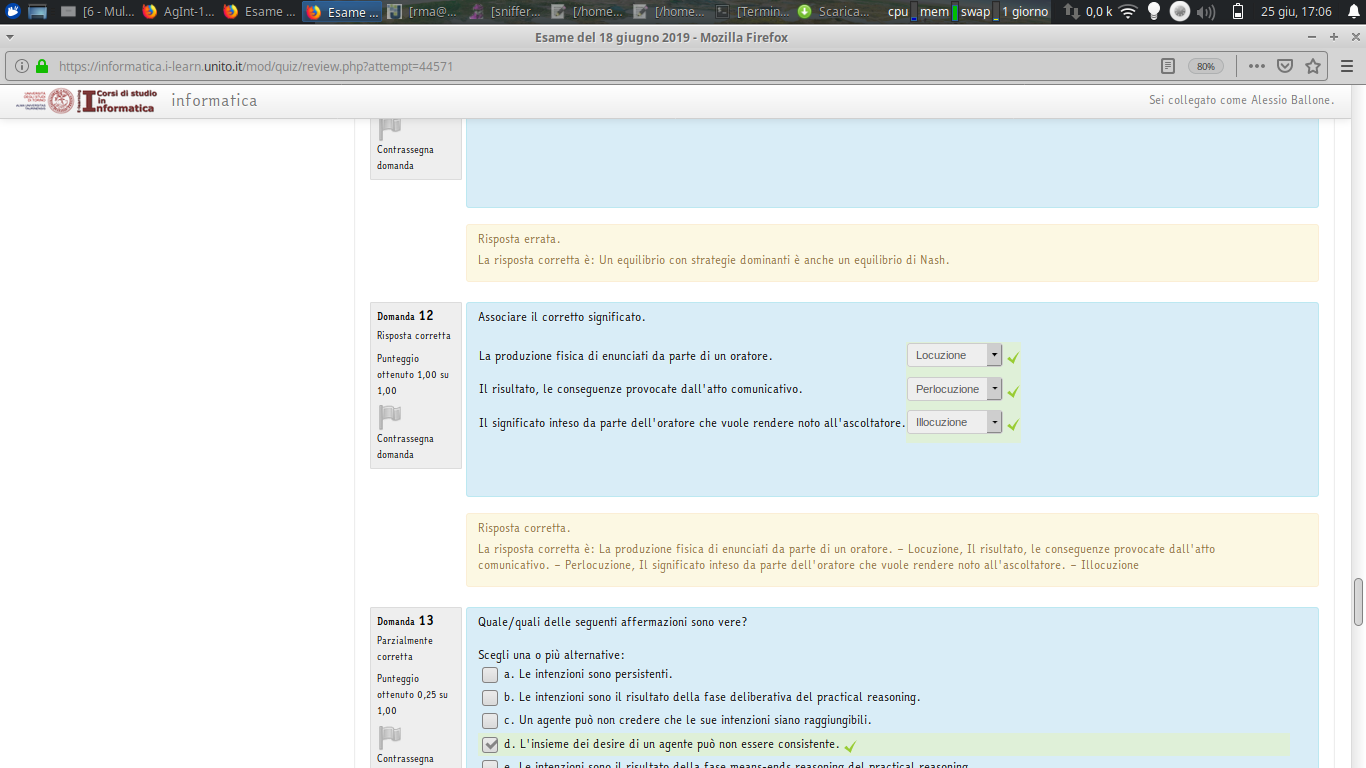 [6 - Mul... AgInt-1... Esame ... Esame ... [rma@... [sniffer... [/home... [/home... [Termin... Scarica... cpu mem swap 1 giorno 0,0 k 25 giu, 17:06
Esame del 18 giugno 2019 - Mozilla Firefox
https://informatica.i-learn.unito.it/mod/quiz/review.php?attempt=44571 80%
Corsi di studio
in
Informatica
informatica
Sei collegato come Alessio Ballone.
Contrassegna
domanda
Risposta errata.
La risposta corretta è: Un equilibrio con strategie dominanti è anche un equilibrio di Nash.
Domanda 12
Risposta corretta
Punteggio
ottenuto 1,00 su
1,00
Contrassegna
domanda
Associare il corretto significato.
La produzione fisica di enunciati da parte di un oratore. Locuzione
Il risultato, le conseguenze provocate dall'atto comunicativo. Perlocuzione
Il significato inteso da parte dell'oratore che vuole rendere noto all'ascoltatore. Illocuzione
Risposta corretta.
La risposta corretta è: La produzione fisica di enunciati da parte di un oratore. – Locuzione, Il risultato, le conseguenze provocate dall'atto
comunicativo. – Perlocuzione, Il significato inteso da parte dell'oratore che vuole rendere noto all'ascoltatore. – Illocuzione
Domanda 13
Parzialmente
corretta
Punteggio
ottenuto 0,25 su
1,00
Contrassegna
Quale/quali delle seguenti affermazioni sono vere?
Scegli una o più alternative:
a. Le intenzioni sono persistenti.
b. Le intenzioni sono il risultato della fase deliberativa del practical reasoning.
c. Un agente può non credere che le sue intenzioni siano raggiungibili.
d. L'insieme dei desire di un agente può non essere consistente.
e. Le intenzioni sono il risultato della fase means-ends reasoning del practical reasoning.